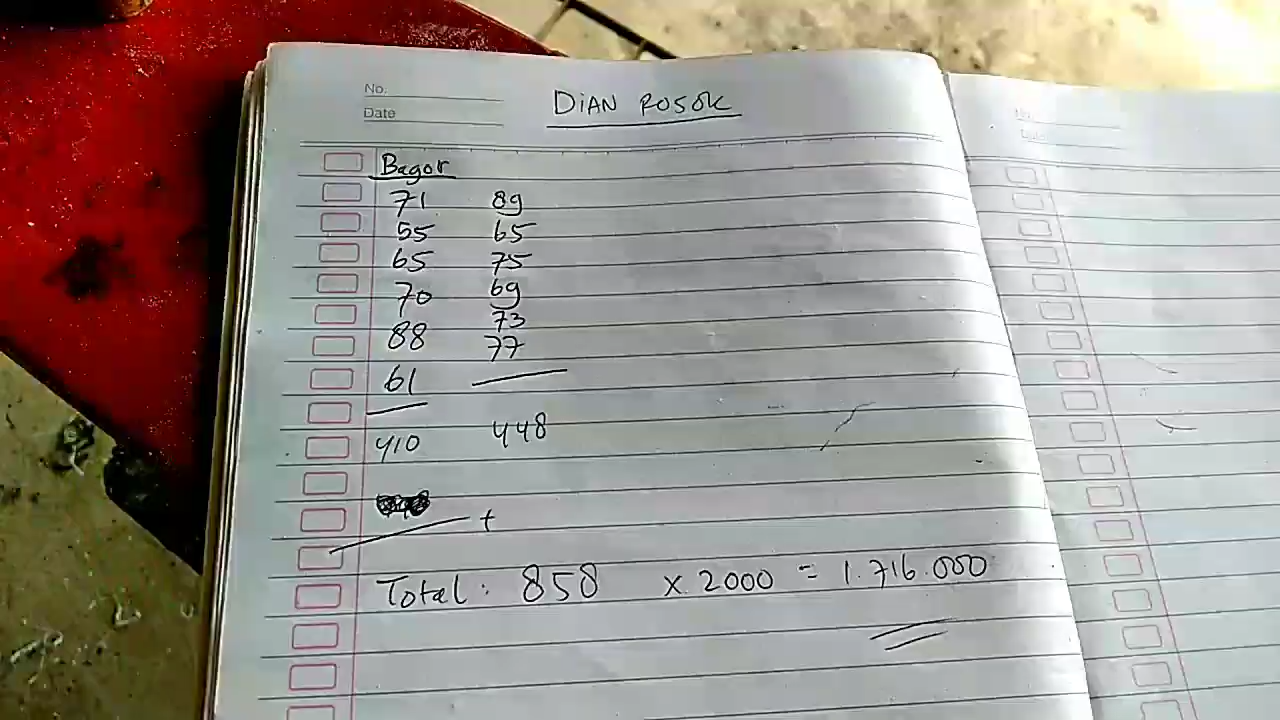 No.
Date
DIAN ROSOK
Bagor
71 89
55 65
65 75
70 69
88 73
61 77
410 448
+
Total : 858 x 2000 = 1.716.000